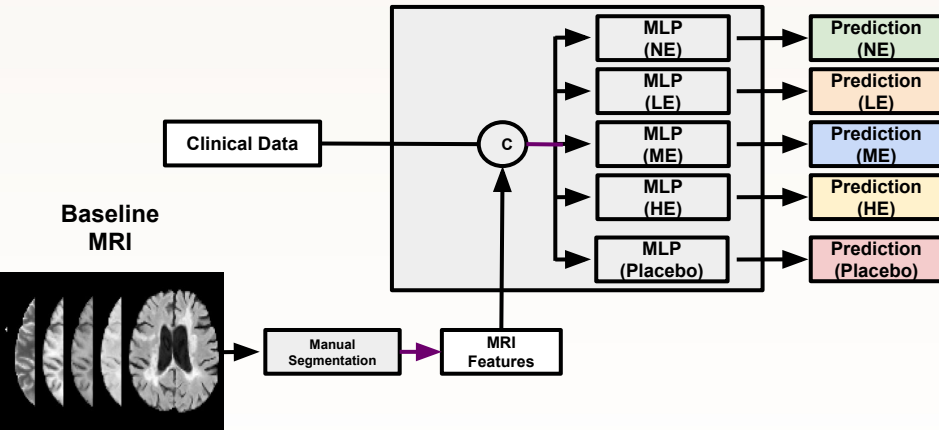 MLP
(NE)
Prediction
(NE)
MLP
(LE)
Prediction
(LE)
Clinical Data
C
MLP
(ME)
Prediction
(ME)
MLP
(HE)
Prediction
(HE)
Baseline
MRI
MLP
(Placebo)
Prediction
(Placebo)
Manual
Segmentation
MRI
Features